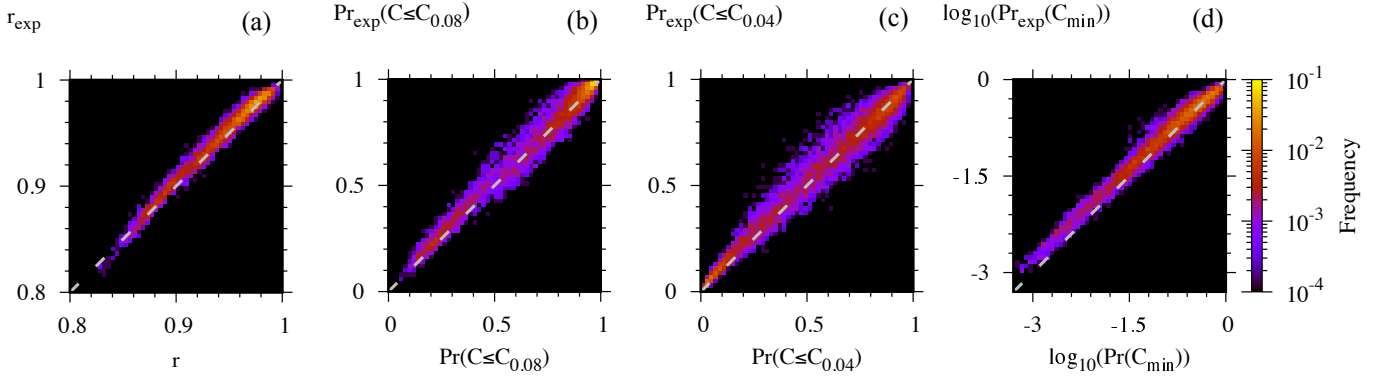 r_exp (a)
1
0.9
0.8
0.8 0.9 1
r
Pr_exp(C≤C_0.08) (b)
1
0.5
0
0 0.5 1
Pr(C≤C_0.08)
Pr_exp(C≤C_0.04) (c)
1
0.5
0
0 0.5 1
Pr(C≤C_0.04)
log_10(Pr_exp(C_min)) (d)
0
-1.5
-3
-3 -1.5 0
log_10(Pr(C_min))
10^-1
10^-2
10^-3
10^-4
Frequency